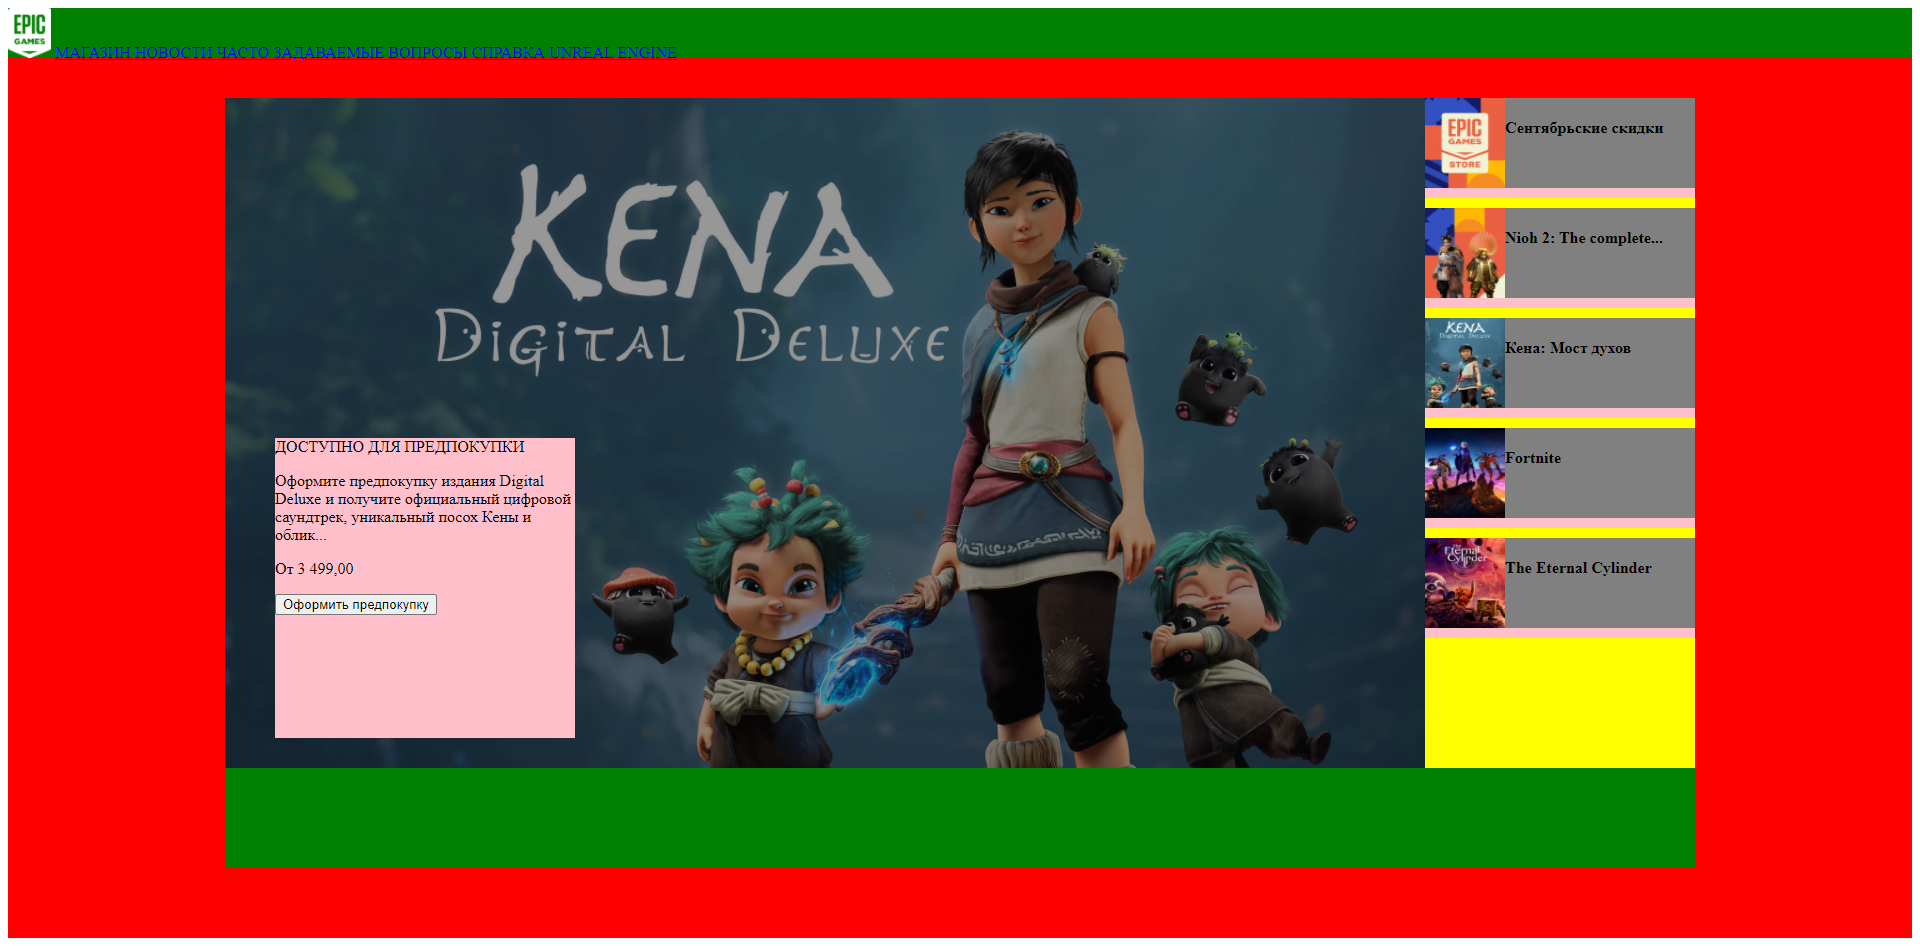 EPIC
GAMES
МАГАЗИН НОВОСТИ ЧАСТО ЗАДАВАЕМЫЕ ВОПРОСЫ СПРАВКА UNREAL ENGINE
KENA
DIGITAL DELUXE
ДОСТУПНО ДЛЯ ПРЕДПОКУПКИ
Оформите предпокупку издания Digital
Deluxe и получите официальный цифровой
саундтрек, уникальный посох Кены и
облик...
От 3 499,00
Оформить предпокупку
EPIC
GAMES
STORE
Сентябрьские скидки
Nioh 2: The complete...
KENA
DIGITAL DELUXE
Кена: Мост духов
Fortnite
The Eternal Cylinder
The Eternal Cylinder